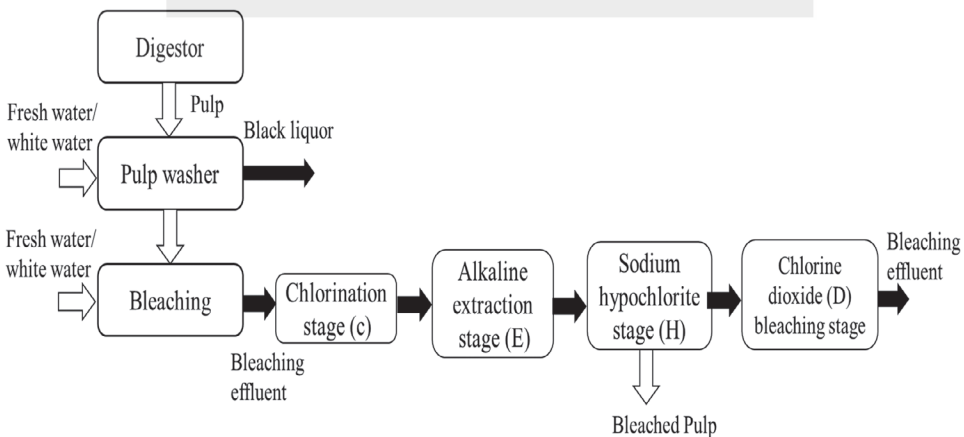 Digestor
Pulp
Fresh water/
white water
Black liquor
Pulp washer
Fresh water/
white water
Bleaching
Bleaching
effluent
Chlorination
stage (c)
Alkaline
extraction
stage (E)
Sodium
hypochlorite
stage (H)
Chlorine
dioxide (D)
bleaching stage
Bleaching
effluent
Bleached Pulp